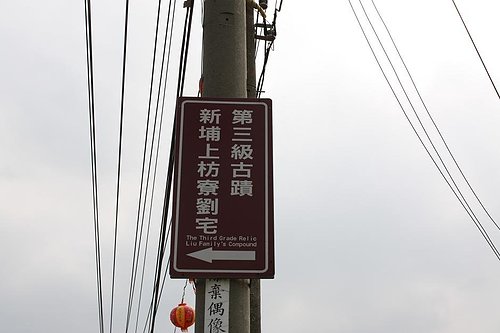 第三級古蹟
新埔上枋寮劉宅
The Third Grade Relic
Liu Family's Compound
棄偶像